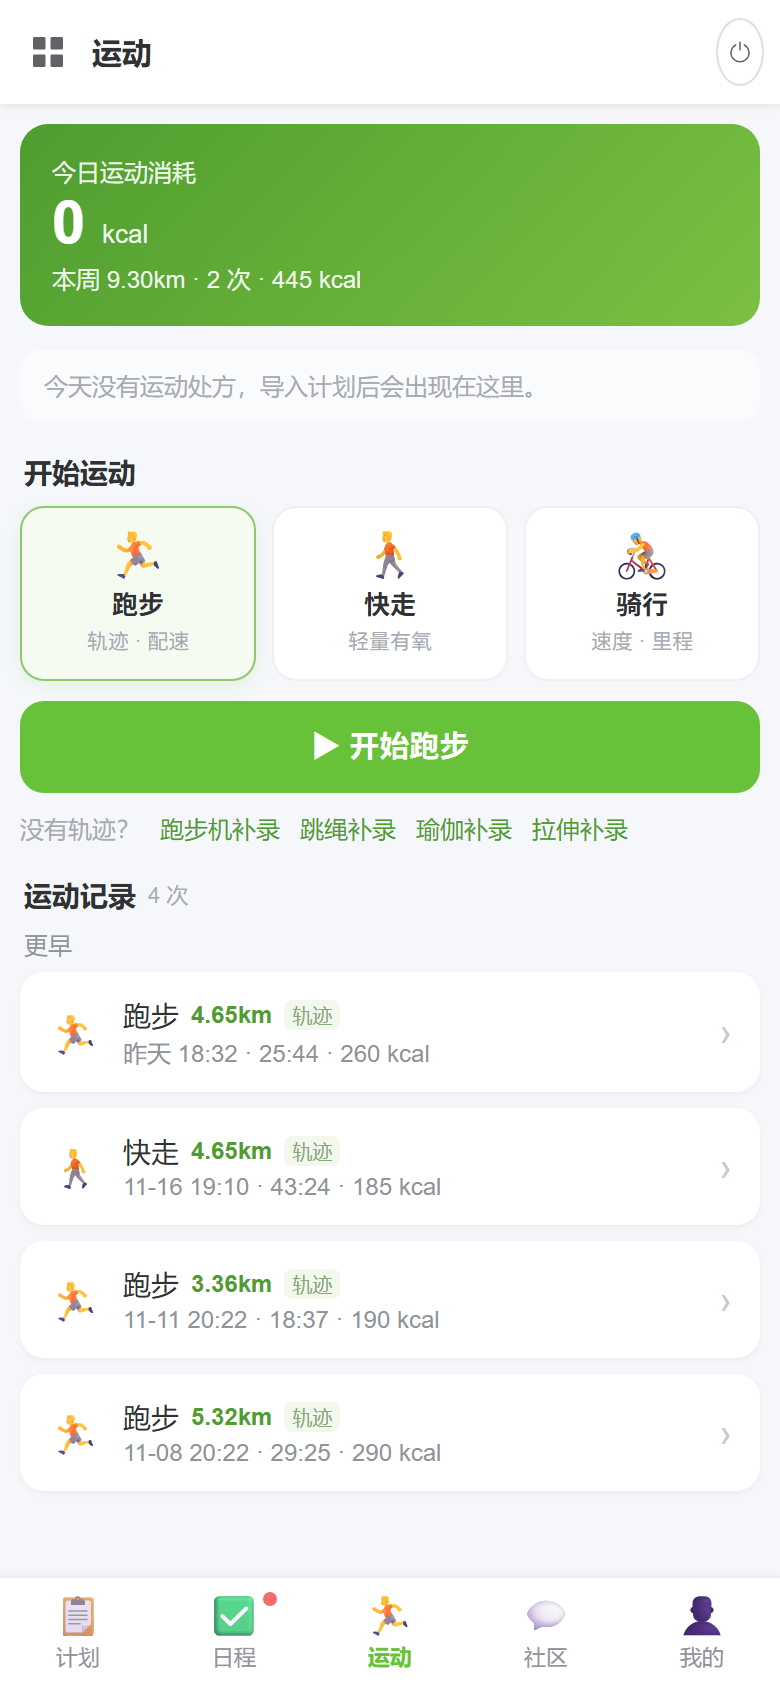 运动
今日运动消耗
0 kcal
本周 9.30km · 2 次 · 445 kcal
今天没有运动处方，导入计划后会出现在这里。
开始运动
跑步 快走 骑行
轨迹 · 配速 轻量有氧 速度 · 里程
▶ 开始跑步
没有轨迹？ 跑步机补录 跳绳补录 瑜伽补录 拉伸补录
运动记录 4 次
更早
跑步 4.65km 轨迹
昨天 18:32 · 25:44 · 260 kcal
快走 4.65km 轨迹
11-16 19:10 · 43:24 · 185 kcal
跑步 3.36km 轨迹
11-11 20:22 · 18:37 · 190 kcal
跑步 5.32km 轨迹
11-08 20:22 · 29:25 · 290 kcal
计划 日程 运动 社区 我的